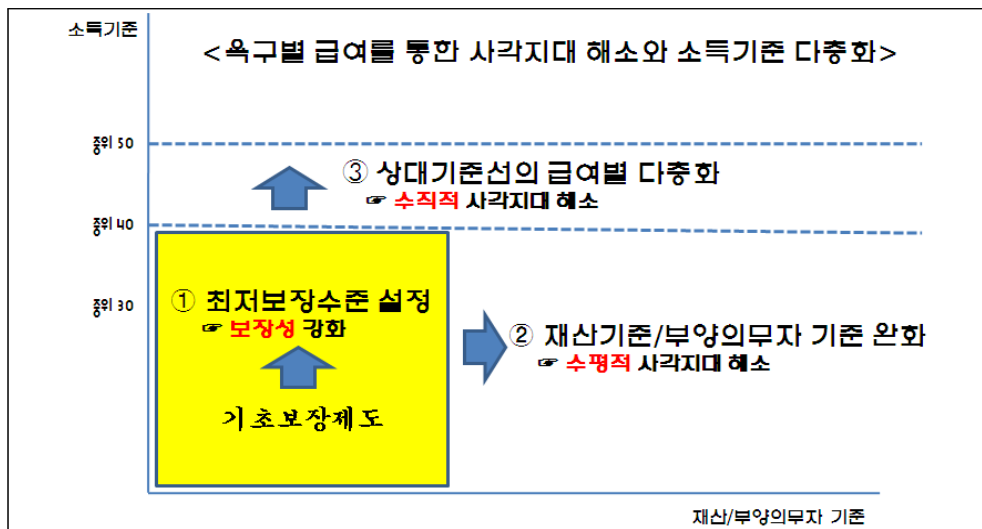 소득기준
<욕구별 급여를 통한 사각지대 해소와 소득기준 다층화>
중위 50
③ 상대기준선의 급여별 다층화
☞ 수직적 사각지대 해소
중위 40
① 최저보장수준 설정
☞ 보장성 강화
중위 30
② 재산기준/부양의무자 기준 완화
☞ 수평적 사각지대 해소
기초보장제도
재산/부양의무자 기준